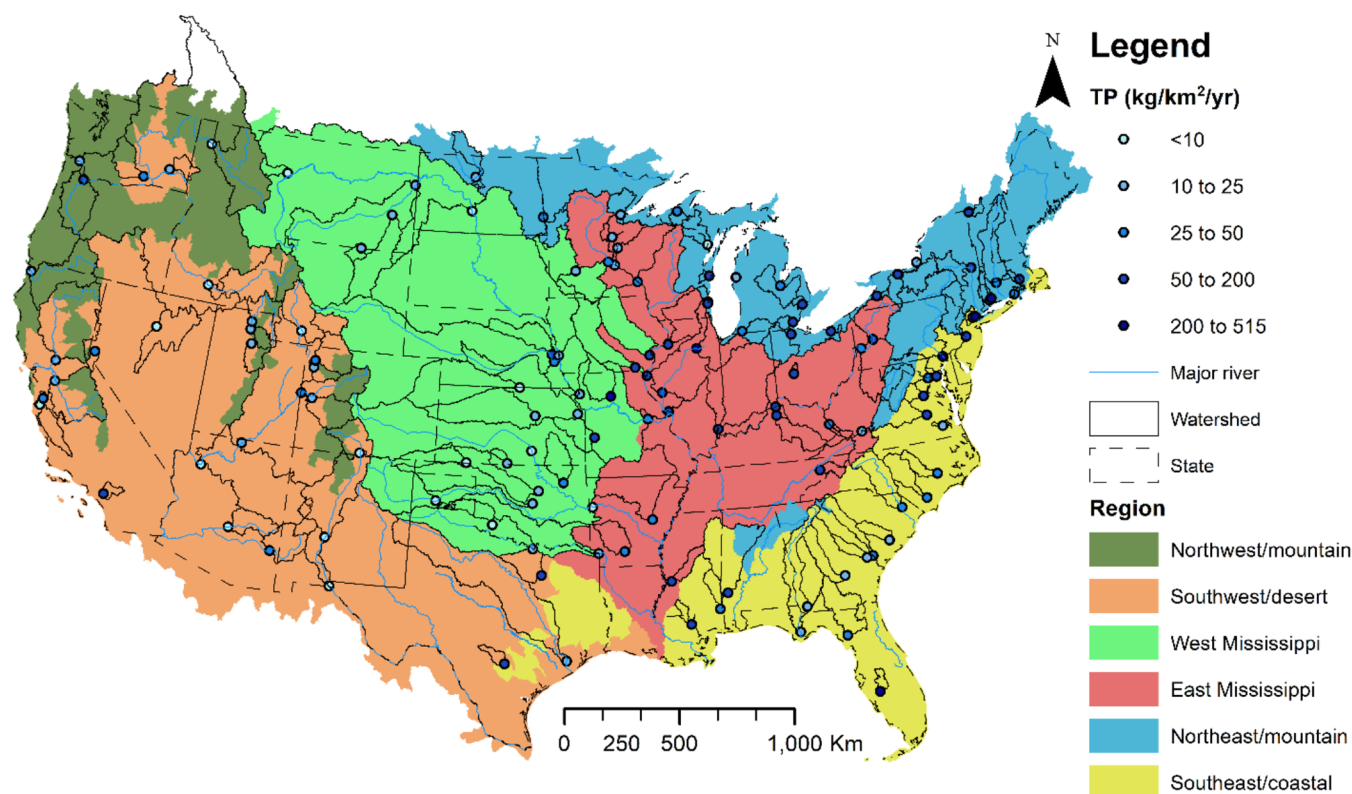 N
Legend
TP (kg/km²/yr)
<10
10 to 25
25 to 50
50 to 200
200 to 515
Major river
Watershed
State
Region
Northwest/mountain
Southwest/desert
West Mississippi
East Mississippi
Northeast/mountain
Southeast/coastal
0 250 500 1,000 Km